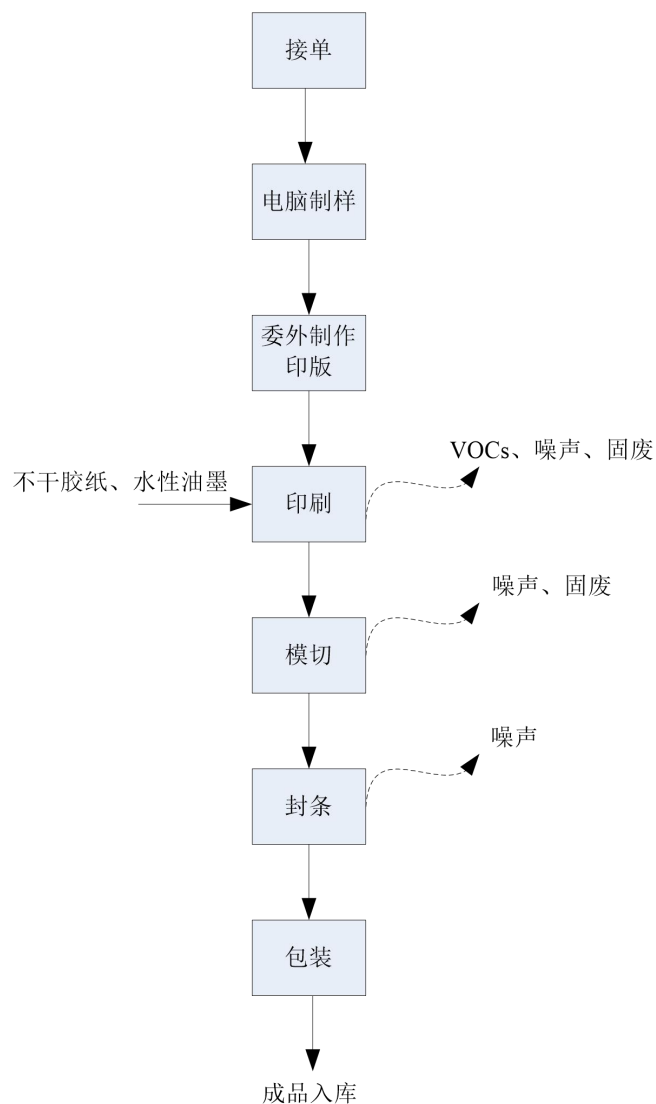 接单
电脑制样
委外制作
印版
VOCs、噪声、固废
不干胶纸、水性油墨
印刷
噪声、固废
模切
噪声
封条
包装
成品入库